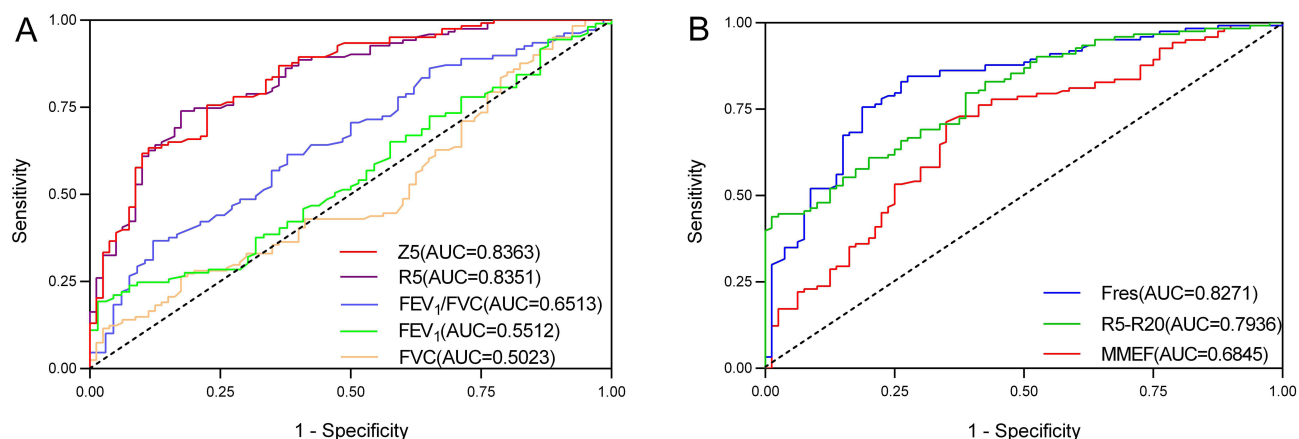 A
1.00
0.75
0.50
0.25
0.00
Sensitivity
Z5(AUC=0.8363)
R5(AUC=0.8351)
FEV₁/FVC(AUC=0.6513)
FEV₁(AUC=0.5512)
FVC(AUC=0.5023)
0.00 0.25 0.50 0.75 1.00
1 - Specificity
B
1.00
0.75
0.50
0.25
0.00
Sensitivity
Fres(AUC=0.8271)
R5-R20(AUC=0.7936)
MMEF(AUC=0.6845)
0.00 0.25 0.50 0.75 1.00
1 - Specificity